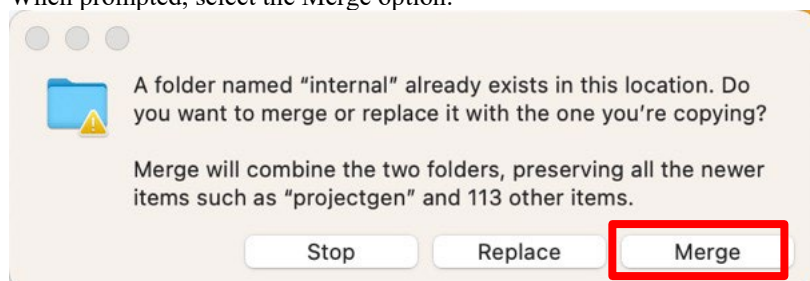 When prompted, select the Merge option.
A folder named “internal” already exists in this location. Do
you want to merge or replace it with the one you’re copying?
Merge will combine the two folders, preserving all the newer
items such as “projectgen” and 113 other items.
Stop Replace Merge